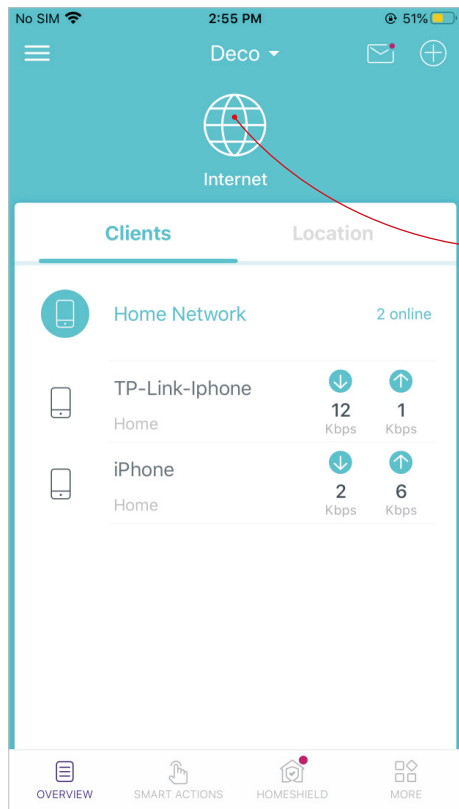 No SIM 2:55 PM 51%
Deco
Internet
Clients Location
Home Network 2 online
TP-Link-Iphone
Home
12 1
Kbps Kbps
iPhone
Home
2 6
Kbps Kbps
OVERVIEW SMART ACTIONS HOMESHIELD MORE